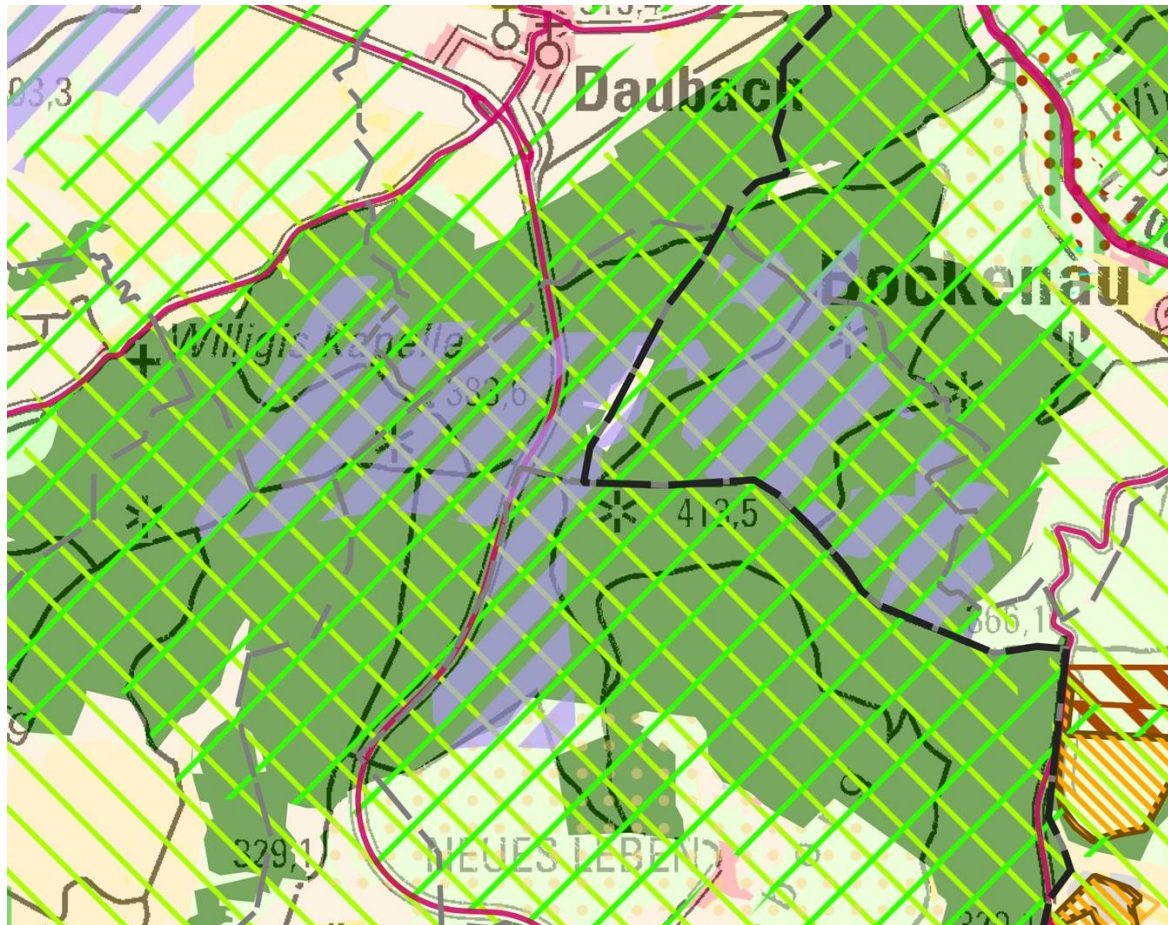 Daubach
Bockenau
Willigis Kapelle
383,6
413,5
366,1
329,1
NEUES LEBEN